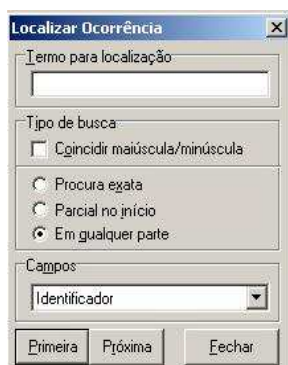 Localizar Ocorrência
Termo para localização
Tipo de busca
Coincidir maiúscula/minúscula
Procura exata
Parcial no início
Em qualquer parte
Campos
Identificador
Primeira Próxima Fechar